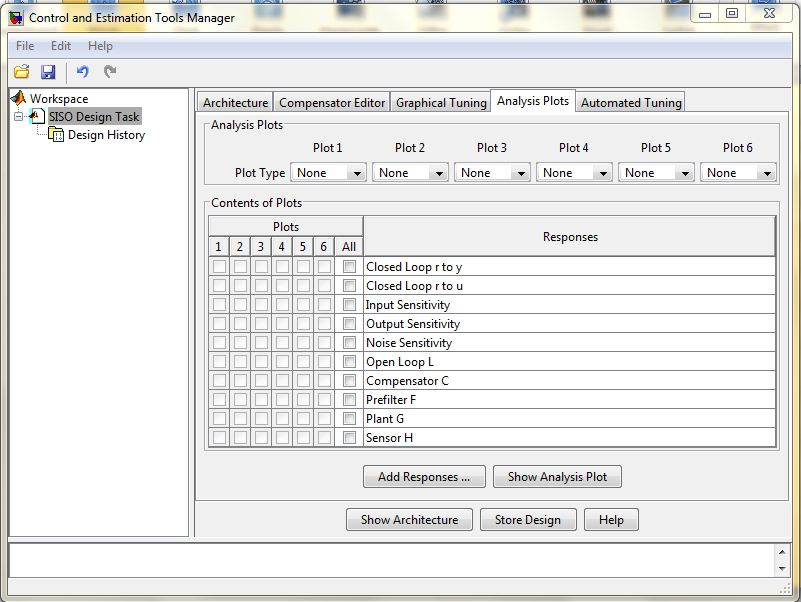 Control and Estimation Tools Manager
File Edit Help
Workspace
SISO Design Task
Design History
Architecture Compensator Editor Graphical Tuning Analysis Plots Automated Tuning
Analysis Plots
Plot 1 Plot 2 Plot 3 Plot 4 Plot 5 Plot 6
Plot Type None None None None None None
Contents of Plots
Plots
Responses
1 2 3 4 5 6 All
Closed Loop r to y
Closed Loop r to u
Input Sensitivity
Output Sensitivity
Noise Sensitivity
Open Loop L
Compensator C
Prefilter F
Plant G
Sensor H
Add Responses ... Show Analysis Plot
Show Architecture Store Design Help